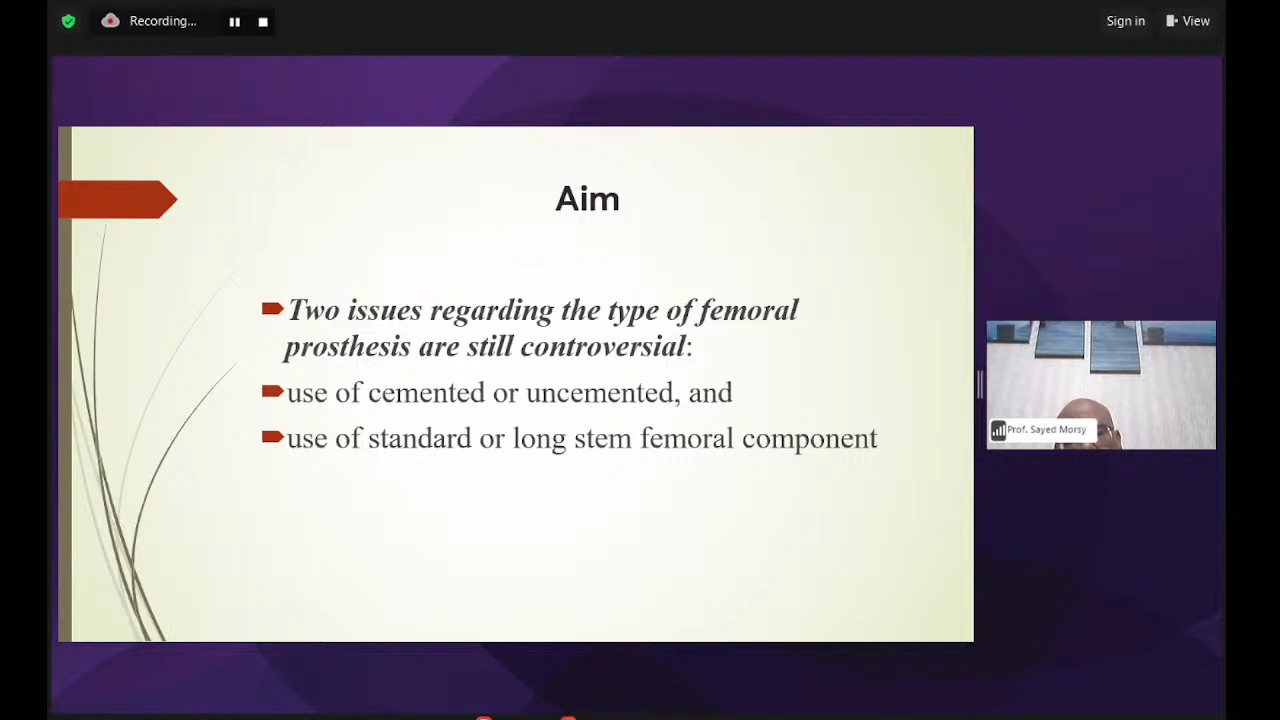 Recording...
Sign in
View
Aim
Two issues regarding the type of femoral
prosthesis are still controversial:
use of cemented or uncemented, and
use of standard or long stem femoral component
Prof. Sayed Morsy